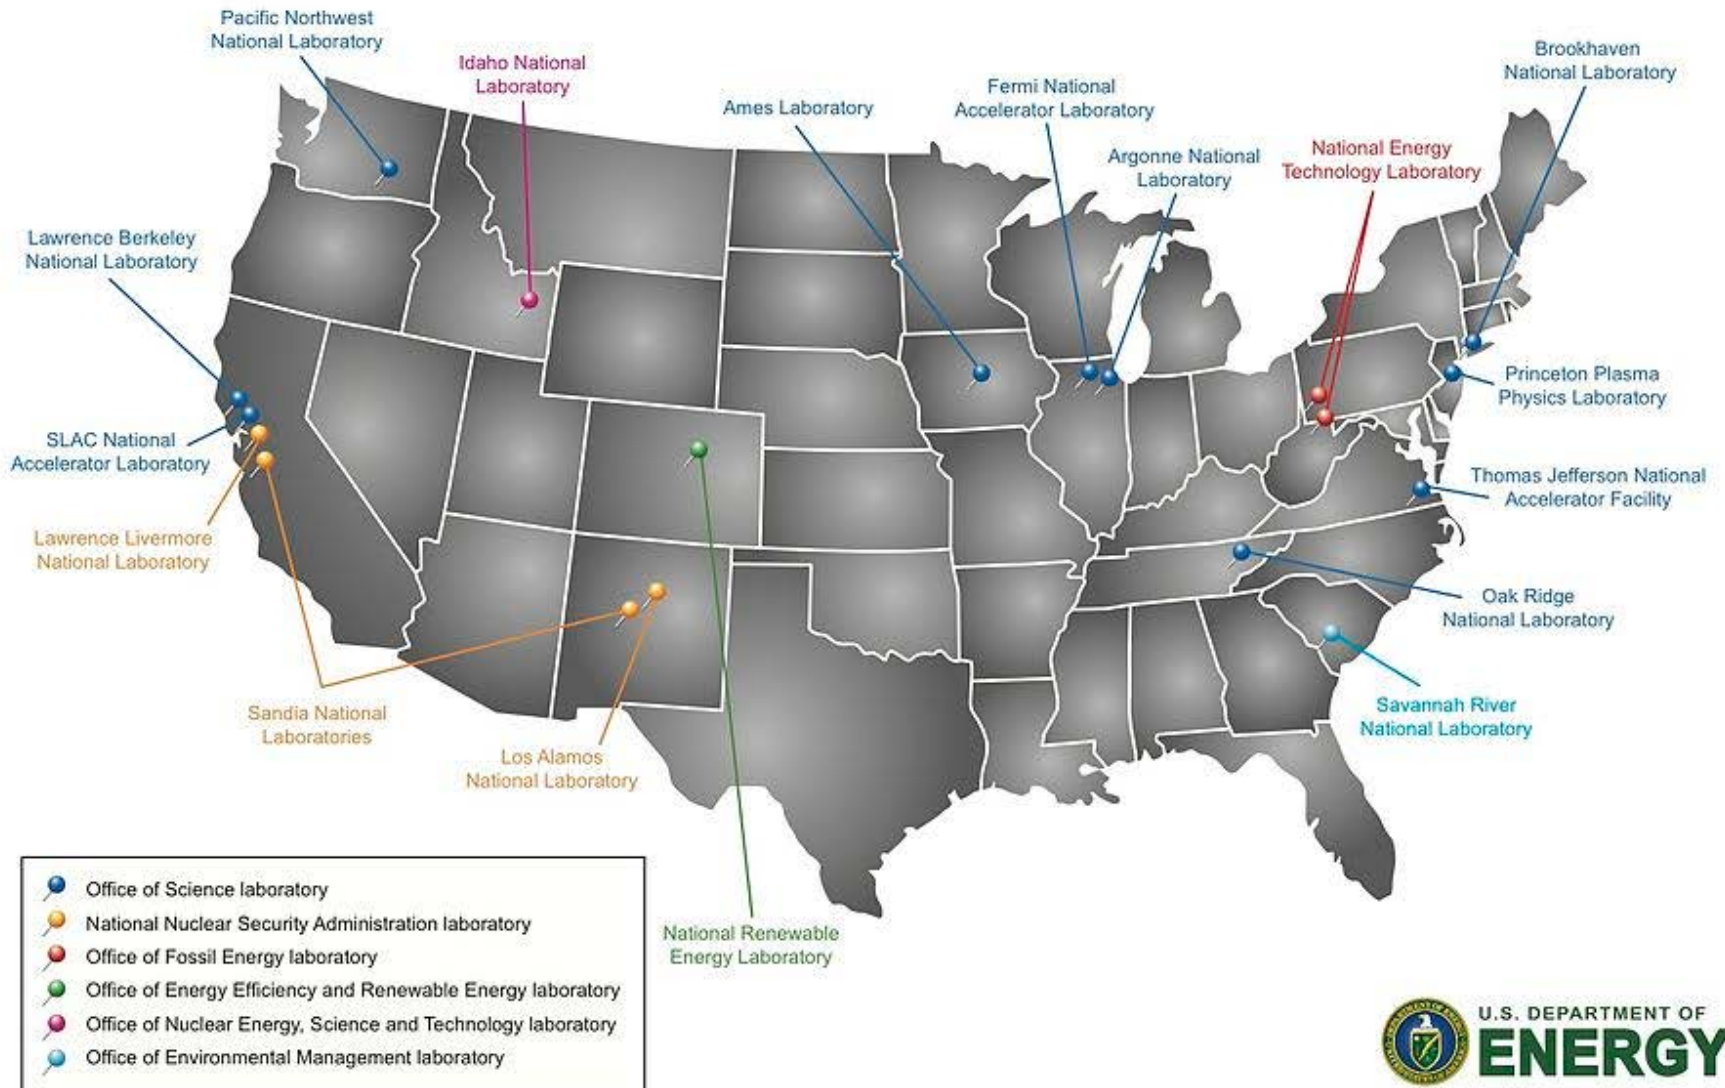 Pacific Northwest
National Laboratory
Idaho National
Laboratory
Ames Laboratory
Fermi National
Accelerator Laboratory
Argonne National
Laboratory
National Energy
Technology Laboratory
Brookhaven
National Laboratory
Lawrence Berkeley
National Laboratory
SLAC National
Accelerator Laboratory
Lawrence Livermore
National Laboratory
Princeton Plasma
Physics Laboratory
Thomas Jefferson National
Accelerator Facility
Oak Ridge
National Laboratory
Savannah River
National Laboratory
Sandia National
Laboratories
Los Alamos
National Laboratory
National Renewable
Energy Laboratory
Office of Science laboratory
National Nuclear Security Administration laboratory
Office of Fossil Energy laboratory
Office of Energy Efficiency and Renewable Energy laboratory
Office of Nuclear Energy, Science and Technology laboratory
Office of Environmental Management laboratory
U.S. DEPARTMENT OF
ENERGY